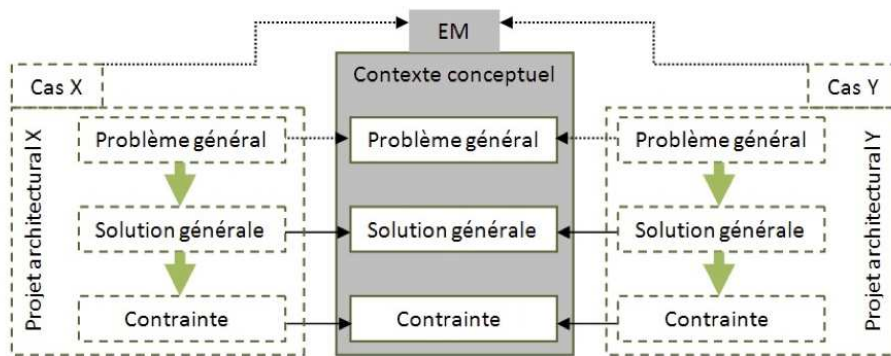 EM
Cas X
Contexte conceptuel
Cas Y
Projet architectural X
Problème général
Problème général
Problème général
Projet architectural Y
Solution générale
Solution générale
Solution générale
Contrainte
Contrainte
Contrainte